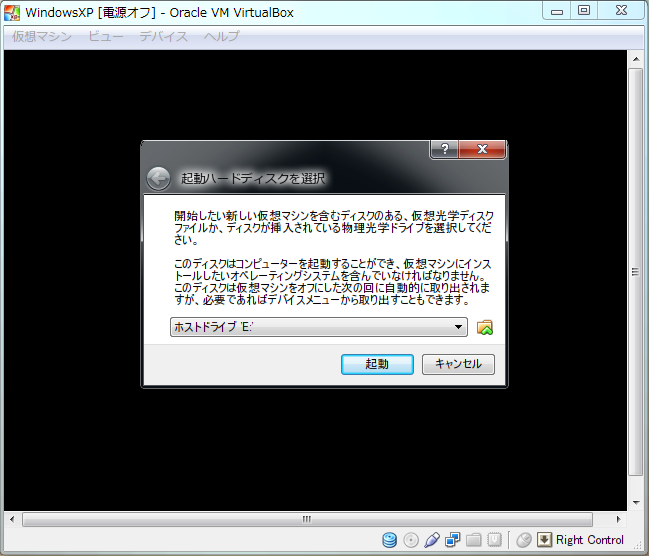 WindowsXP [電源オフ] - Oracle VM VirtualBox
仮想マシン ビュー デバイス ヘルプ
起動ハードディスクを選択
開始したい新しい仮想マシンを含むディスクのある、仮想光学ディスク
ファイルか、ディスクが挿入されている物理光学ドライブを選択してくだ
さい。
このディスクはコンピューターを起動することができ、仮想マシンにインス
トールしたいオペレーティングシステムを含んでいなければなりません。
このディスクは仮想マシンをオフにした次の回に自動的に取り出されま
すが、必要であればデバイスメニューから取り出すこともできます。
ホストドライブ 'E:'
起動 キャンセル
Right Control